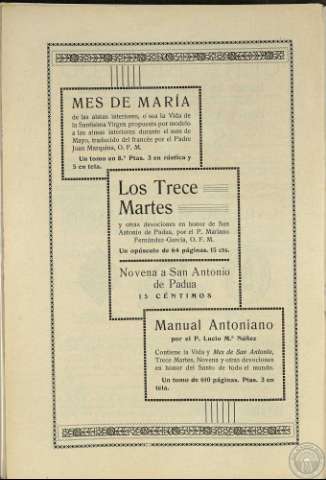 MES DE MARÍA
de las almas interiores, o sea la Vida de
la Santísima Virgen propuesta por modelo
a las almas interiores durante el mes de
Mayo, traducido del francés por el Padre
Juan Marquina, O. F. M.
Un tomo en 8.º Ptas. 3 en rústica y
5 en tela.
Los Trece
Martes
y otras devociones en honor de San
Antonio de Padua, por el P. Mariano
Fernández García, O. F. M.
Un opúsculo de 64 páginas. 15 cts.
Novena a San Antonio
de Padua
15 CÉNTIMOS
Manual Antoniano
por el P. Lucio M.ª Núñez
Contiene la Vida y Mes de San Antonio,
Trece Martes, Novena y otras devociones
en honor del Santo de todo el mundo.
Un tomo de 610 páginas. Ptas. 3 en
tela.